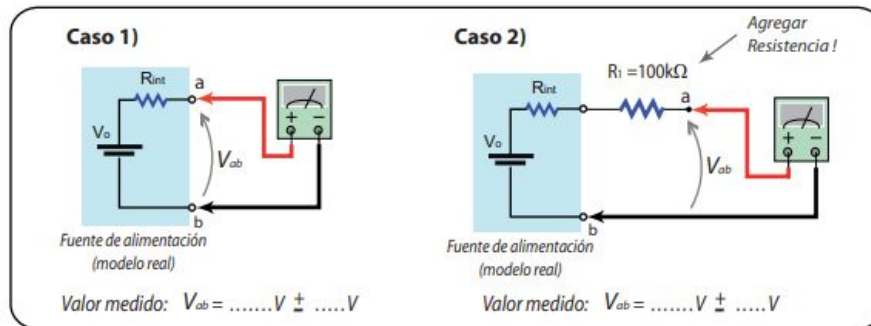 Caso 1)
Rint
a
Vo
+ −
Vab
b
Fuente de alimentación
(modelo real)
Valor medido: Vab = .......V ± .....V
Caso 2)
Agregar
Resistencia !
Rint
R1 =100kΩ
a
Vo
+ −
Vab
b
Fuente de alimentación
(modelo real)
Valor medido: Vab = .......V ± .....V